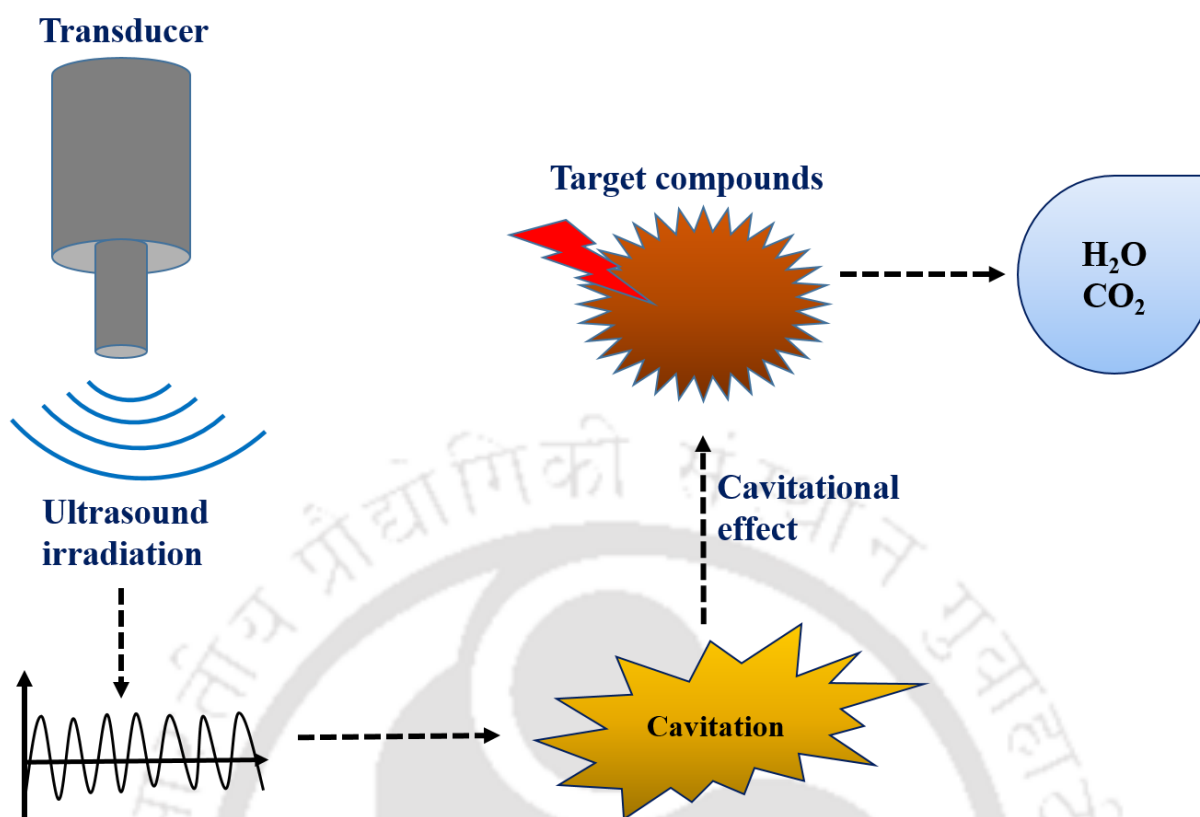 Transducer
Target compounds
H₂O
CO₂
Ultrasound
irradiation
Cavitational
effect
Cavitation
प्रौद्योगिकी संस्थान